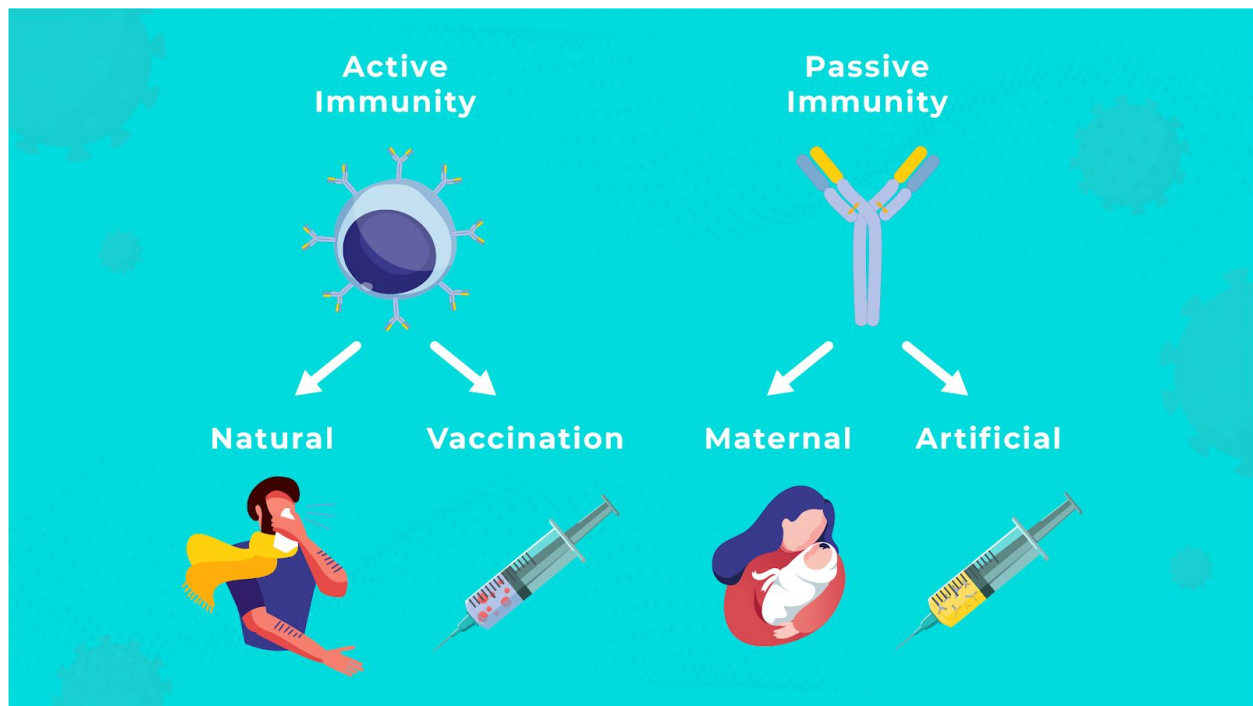 Active
Immunity
Passive
Immunity
Natural
Vaccination
Maternal
Artificial